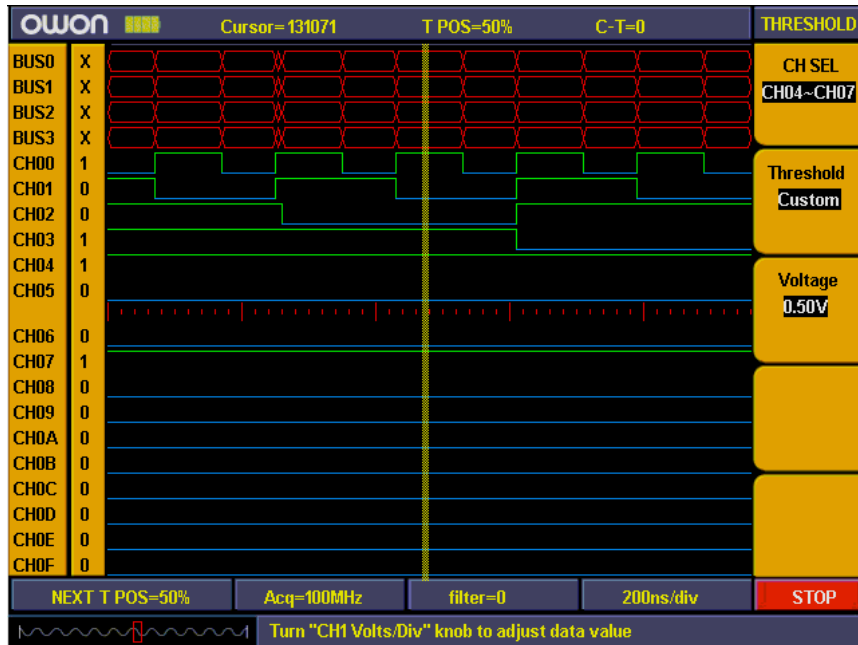 OWON Cursor=131071 T POS=50% C-T=0 THRESHOLD
BUS0 X
BUS1 X
BUS2 X
BUS3 X
CH00 1
CH01 0
CH02 0
CH03 1
CH04 1
CH05 0
CH06 0
CH07 1
CH08 0
CH09 0
CH0A 0
CH0B 0
CH0C 0
CH0D 0
CH0E 0
CH0F 0
CH SEL
CH04~CH07
Threshold
Custom
Voltage
0.50V
NEXT T POS=50% Acq=100MHz filter=0 200ns/div STOP
Turn "CH1 Volts/Div" knob to adjust data value